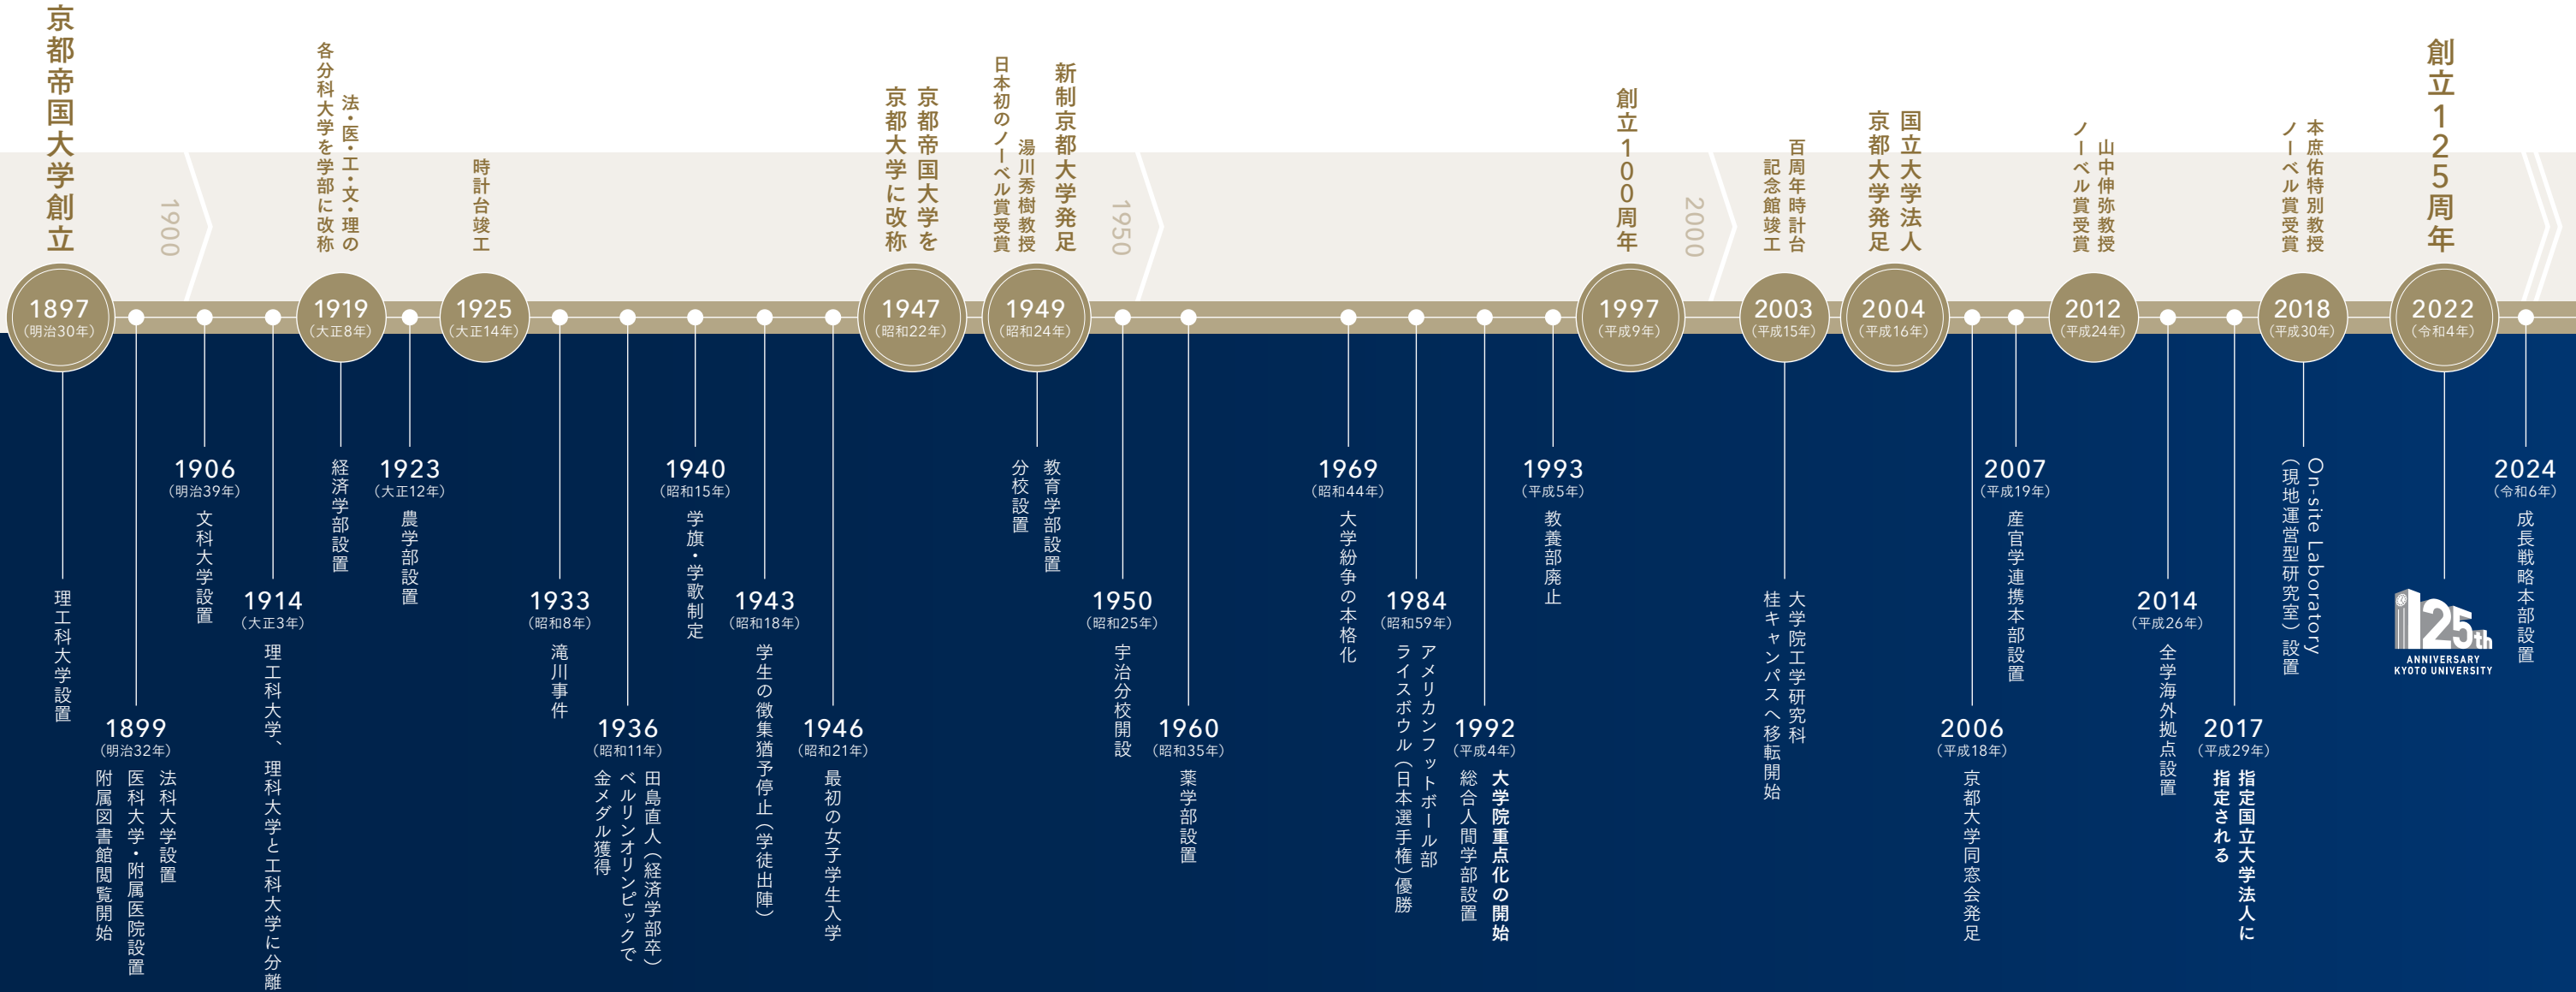 京都帝国大学創立
1897
（明治30年）
理工科大学設置
1899
（明治32年）
法科大学設置
医科大学・附属医院設置
附属図書館閲覧開始
1900
1906
（明治39年）
文科大学設置
1914
（大正3年）
理工科大学、理科大学と工科大学に分離
法・医・工・文・理の
各分科大学を学部に改称
1919
（大正8年）
経済学部設置
1923
（大正12年）
農学部設置
時計台竣工
1925
（大正14年）
1933
（昭和8年）
滝川事件
1936
（昭和11年）
田島直人（経済学部卒）
ベルリンオリンピックで
金メダル獲得
1940
（昭和15年）
学旗・学歌制定
1943
（昭和18年）
学生の徴集猶予停止（学徒出陣）
1946
（昭和21年）
最初の女子学生入学
京都帝国大学を
京都大学に改称
1947
（昭和22年）
新制京都大学発足
湯川秀樹教授
日本初のノーベル賞受賞
1949
（昭和24年）
教育学部設置
分校設置
1950
1950
（昭和25年）
宇治分校開設
1960
（昭和35年）
薬学部設置
1969
（昭和44年）
大学紛争の本格化
1984
（昭和59年）
アメリカンフットボール部
ライスボウル（日本選手権）優勝
1992
（平成4年）
大学院重点化の開始
総合人間学部設置
1993
（平成5年）
教養部廃止
創立100周年
1997
（平成9年）
2000
百周年時計台
記念館竣工
2003
（平成15年）
大学院工学研究科
桂キャンパスへ移転開始
国立大学法人
京都大学発足
2004
（平成16年）
2006
（平成18年）
京都大学同窓会発足
2007
（平成19年）
産官学連携本部設置
山中伸弥教授
ノーベル賞受賞
2012
（平成24年）
2014
（平成26年）
全学海外拠点設置
2017
（平成29年）
指定国立大学法人に
指定される
本庶佑特別教授
ノーベル賞受賞
2018
（平成30年）
On-site Laboratory
（現地運営型研究室）設置
創立125周年
2022
（令和4年）
125th
ANNIVERSARY
KYOTO UNIVERSITY
2024
（令和6年）
成長戦略本部設置